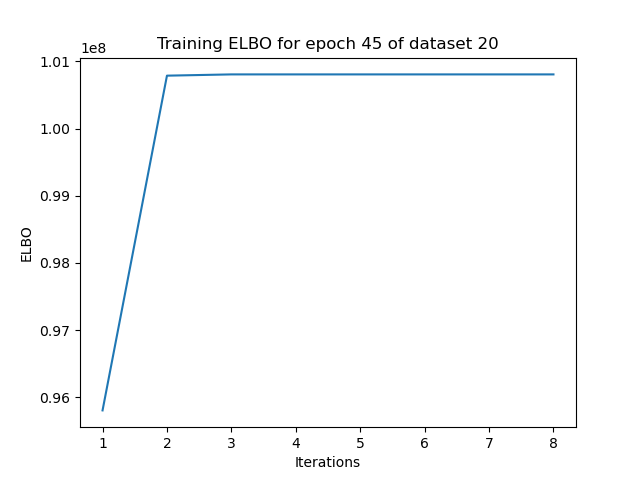 Training ELBO for epoch 45 of dataset 20
1e8
1.01
1.00
0.99
0.98
0.97
0.96
ELBO
1 2 3 4 5 6 7 8
Iterations